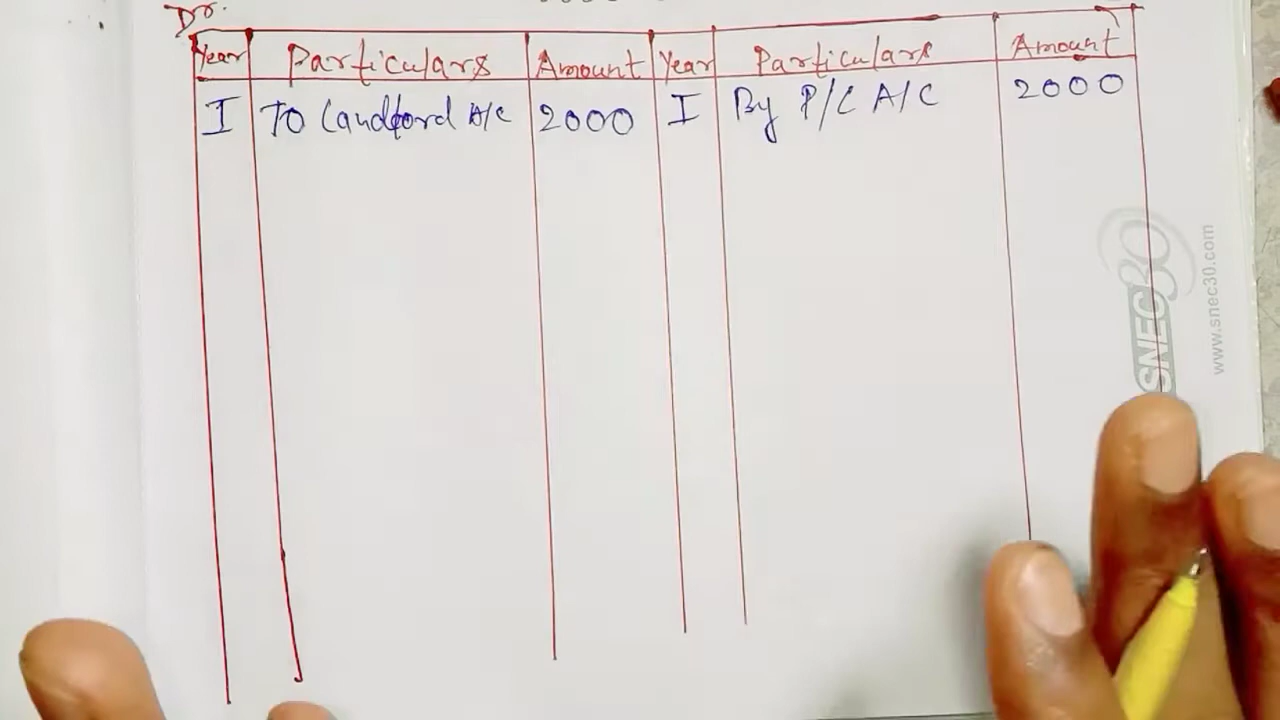 Dr.
Year Particulars Amount Year Particulars Amount
I To Landlord A/c 2000 I By P/L A/C 2000
SNEC30
www.snec30.com